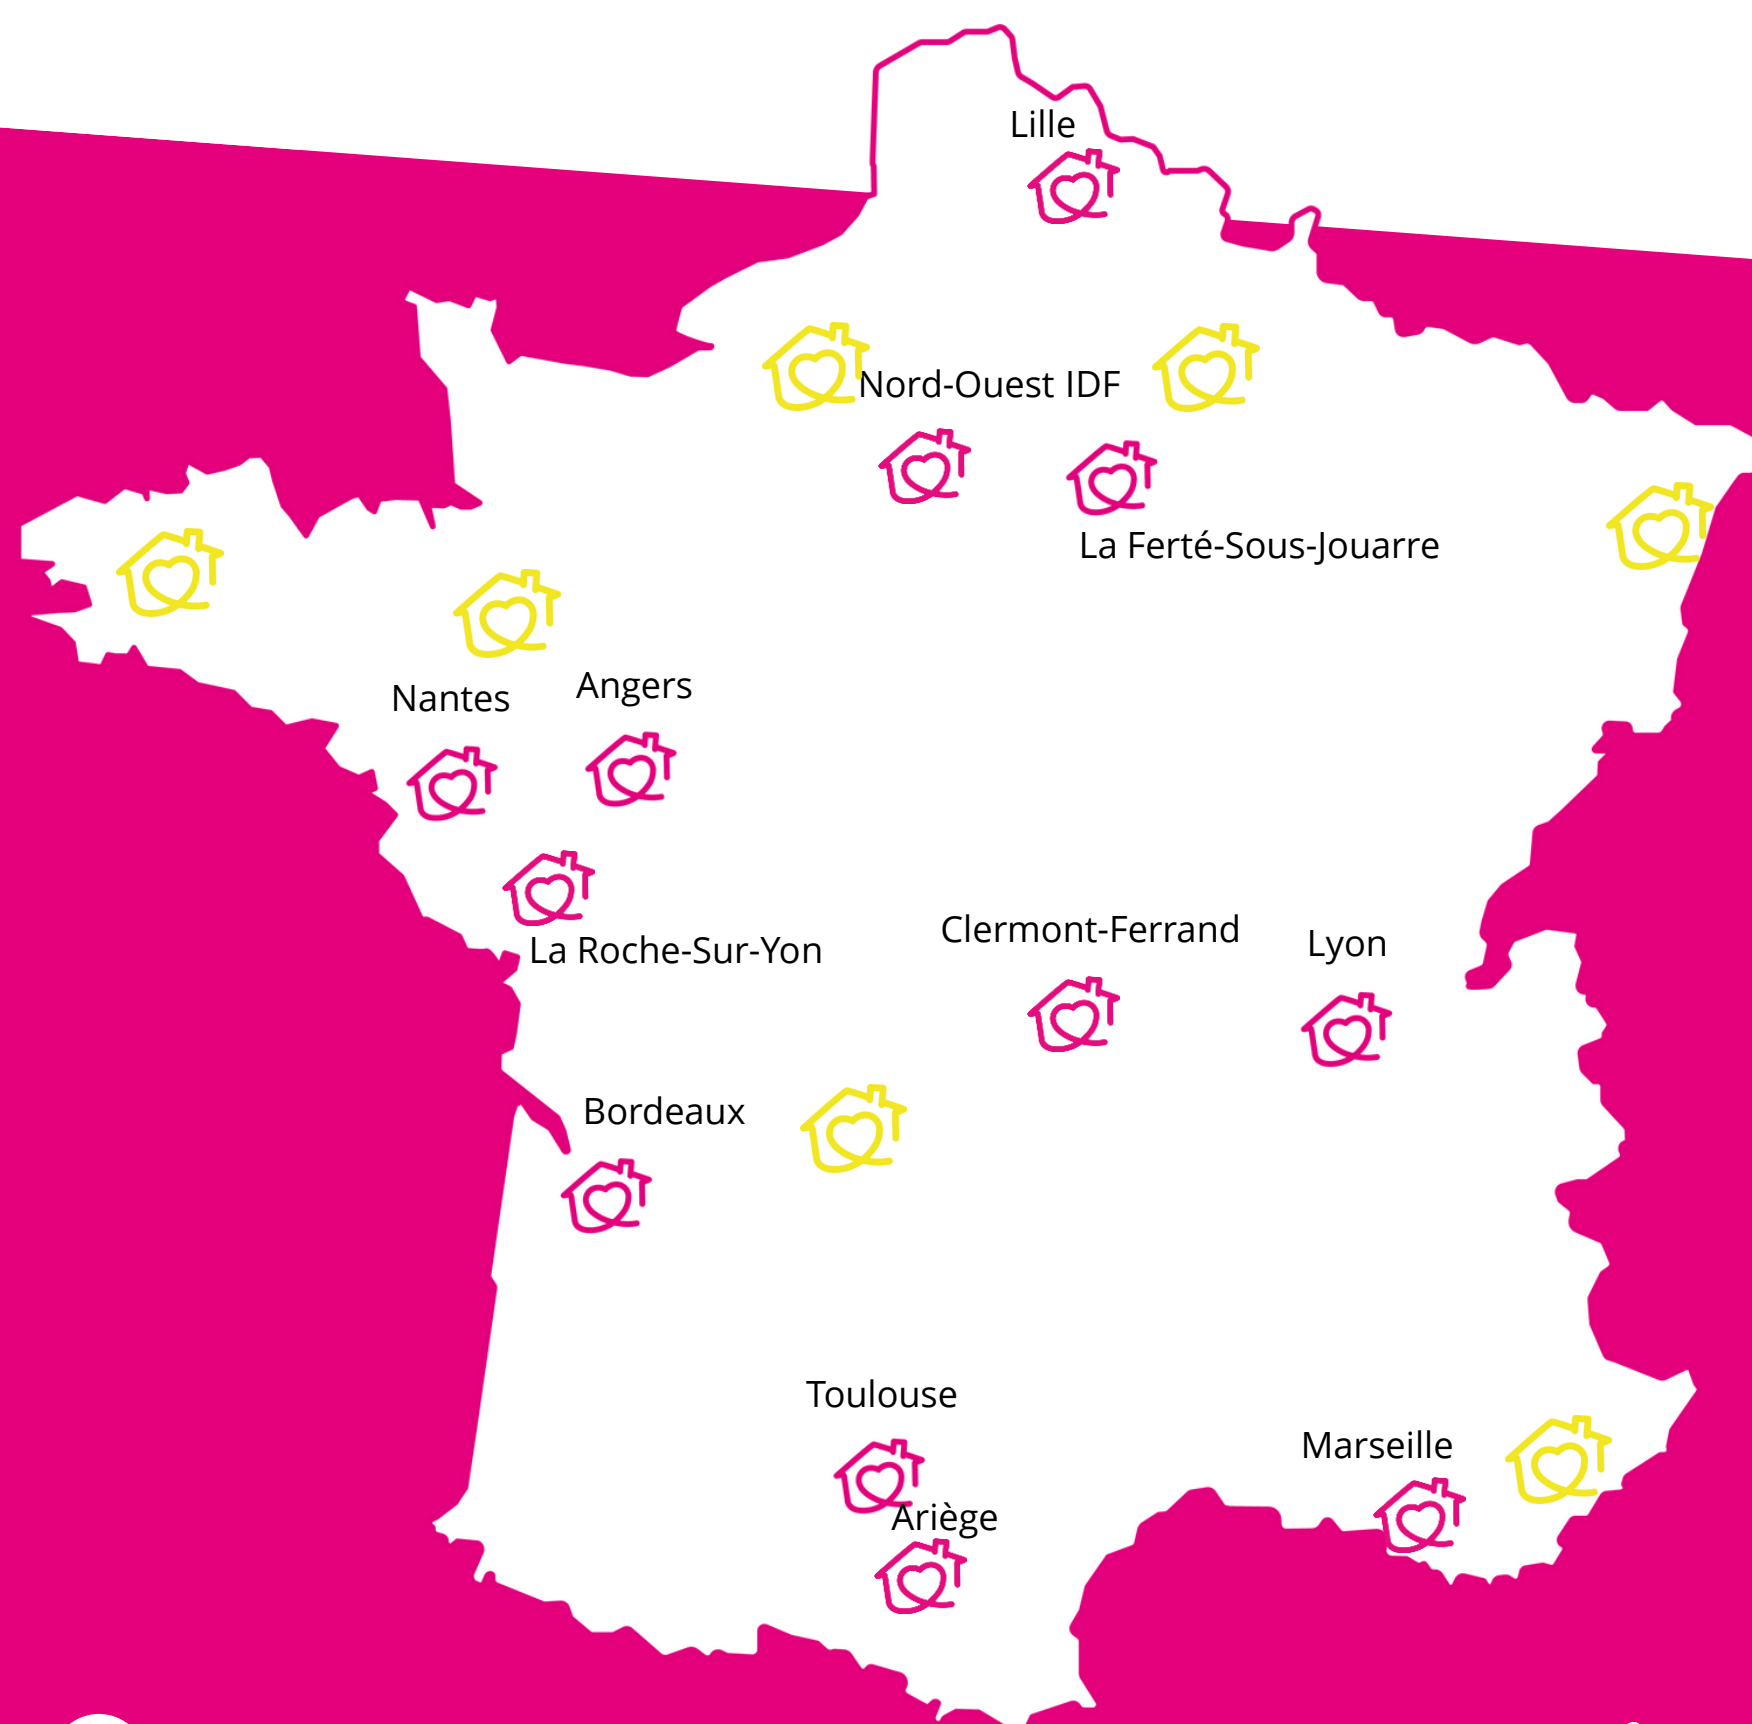 Lille
Nord-Ouest IDF
La Ferté-Sous-Jouarre
Nantes
Angers
La Roche-Sur-Yon
Clermont-Ferrand
Lyon
Bordeaux
Toulouse
Marseille
Ariège